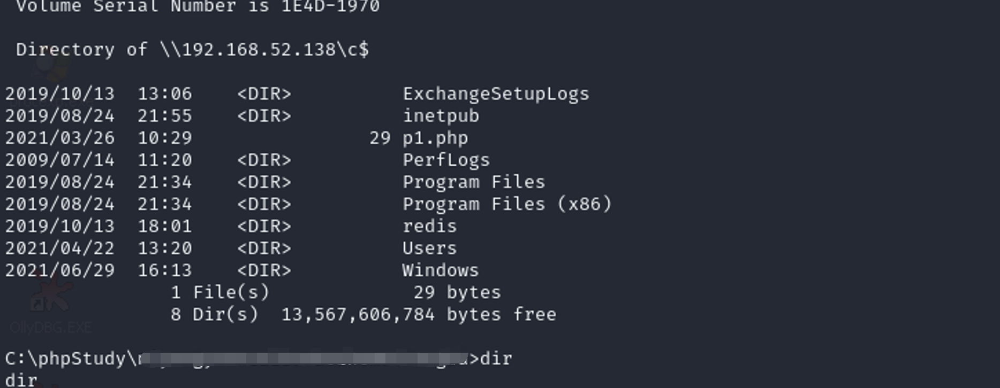 Volume Serial Number is 1E4D-1970
Directory of \\192.168.52.138\c$
2019/10/13 13:06 <DIR> ExchangeSetupLogs
2019/08/24 21:55 <DIR> inetpub
2021/03/26 10:29 29 p1.php
2009/07/14 11:20 <DIR> PerfLogs
2019/08/24 21:34 <DIR> Program Files
2019/08/24 21:34 <DIR> Program Files (x86)
2019/10/13 18:01 <DIR> redis
2021/04/22 13:20 <DIR> Users
2021/06/29 16:13 <DIR> Windows
1 File(s) 29 bytes
8 Dir(s) 13,567,606,784 bytes free
OllyDBG.EXE
C:\phpStudy\ >dir
dir